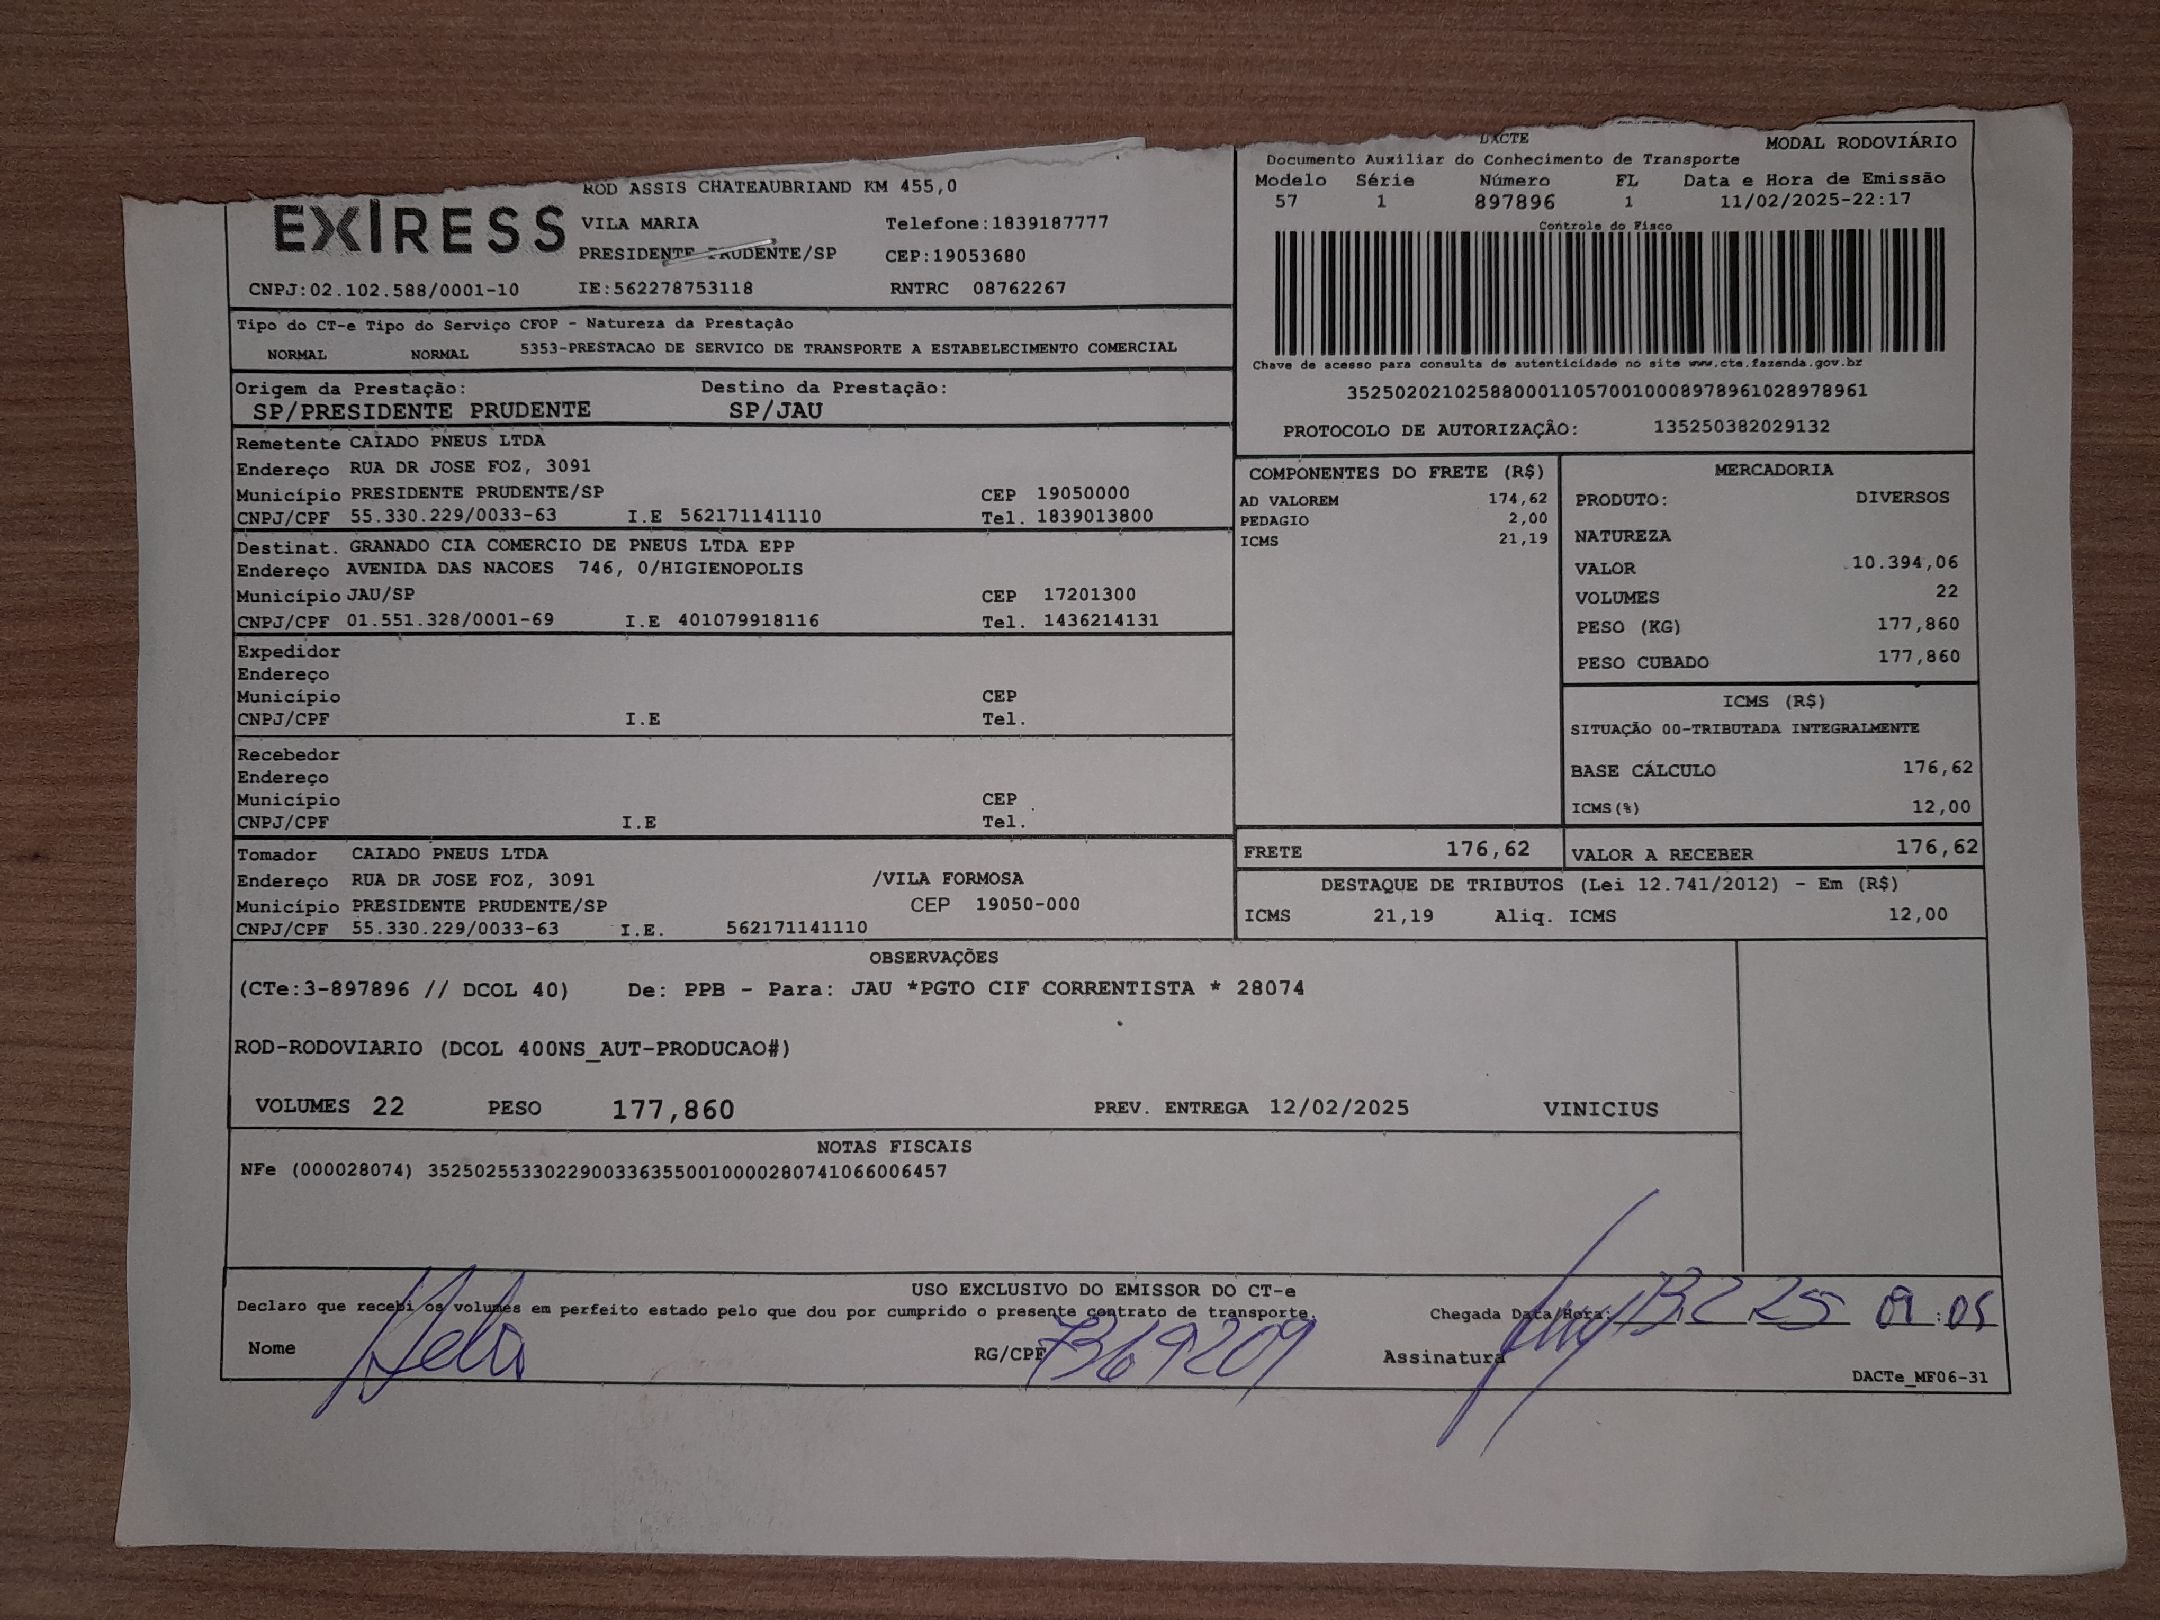 ROD ASSIS CHATEAUBRIAND KM 455,0
EXIRESS
VILA MARIA Telefone:1839187777
PRESIDENTE PRUDENTE/SP CEP:19053680
CNPJ:02.102.588/0001-10 IE:562278753118 RNTRC 08762267
DACTE MODAL RODOVIÁRIO
Documento Auxiliar do Conhecimento de Transporte
Modelo Série Número FL Data e Hora de Emissão
57 1 897896 1 11/02/2025-22:17
Controle do Fisco
Chave de acesso para consulta de autenticidade no site www.cte.fazenda.gov.br
35250202102588000110570010008978961028978961
PROTOCOLO DE AUTORIZAÇÃO: 135250382029132
Tipo do CT-e Tipo do Serviço CFOP - Natureza da Prestação
NORMAL NORMAL 5353-PRESTACAO DE SERVICO DE TRANSPORTE A ESTABELECIMENTO COMERCIAL
Origem da Prestação: Destino da Prestação:
SP/PRESIDENTE PRUDENTE SP/JAU
Remetente CAIADO PNEUS LTDA
Endereço RUA DR JOSE FOZ, 3091
Município PRESIDENTE PRUDENTE/SP CEP 19050000
CNPJ/CPF 55.330.229/0033-63 I.E 562171141110 Tel. 1839013800
Destinat. GRANADO CIA COMERCIO DE PNEUS LTDA EPP
Endereço AVENIDA DAS NACOES 746, 0/HIGIENOPOLIS
Município JAU/SP CEP 17201300
CNPJ/CPF 01.551.328/0001-69 I.E 401079918116 Tel. 1436214131
Expedidor
Endereço
Município CEP
CNPJ/CPF I.E Tel.
Recebedor
Endereço
Município CEP
CNPJ/CPF I.E Tel.
Tomador CAIADO PNEUS LTDA
Endereço RUA DR JOSE FOZ, 3091 /VILA FORMOSA
Município PRESIDENTE PRUDENTE/SP CEP 19050-000
CNPJ/CPF 55.330.229/0033-63 I.E. 562171141110
COMPONENTES DO FRETE (R$)
AD VALOREM 174,62
PEDAGIO 2,00
ICMS 21,19
MERCADORIA
PRODUTO: DIVERSOS
NATUREZA
VALOR 10.394,06
VOLUMES 22
PESO (KG) 177,860
PESO CUBADO 177,860
ICMS (R$)
SITUAÇÃO 00-TRIBUTADA INTEGRALMENTE
BASE CÁLCULO 176,62
ICMS(%) 12,00
FRETE 176,62 VALOR A RECEBER 176,62
DESTAQUE DE TRIBUTOS (Lei 12.741/2012) - Em (R$)
ICMS 21,19 Aliq. ICMS 12,00
OBSERVAÇÕES
(CTe:3-897896 // DCOL 40) De: PPB - Para: JAU *PGTO CIF CORRENTISTA * 28074
ROD-RODOVIARIO (DCOL 400NS_AUT-PRODUCAO#)
VOLUMES 22 PESO 177,860 PREV. ENTREGA 12/02/2025 VINICIUS
NOTAS FISCAIS
NFe (000028074) 35250255330229003363550010000280741066006457
USO EXCLUSIVO DO EMISSOR DO CT-e
Declaro que recebi os volumes em perfeito estado pelo que dou por cumprido o presente contrato de transporte. Chegada Data/Hora: 13 2 25 09:05
Nome RG/CPF 7369209 Assinatura
DACTe_MF06-31